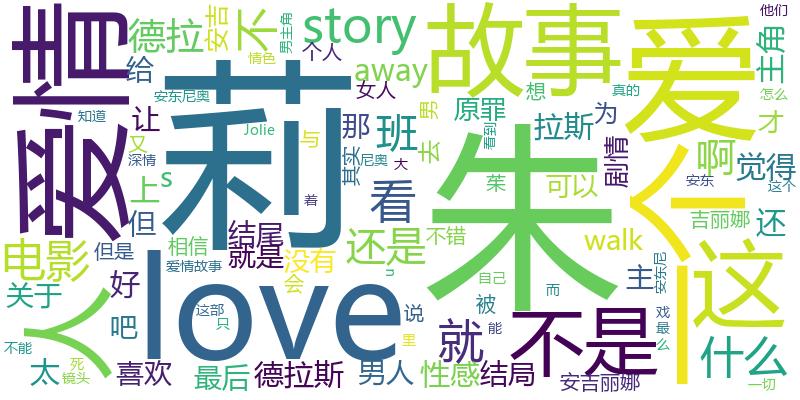 爱情
莉
朱
爱
故事
love
个
这
人
不是
story
德拉
不
安吉
男主角
情色
个人
away
女人
给
安东尼奥
知道
Jolie
让
又
深情
与
其实
尼奥
大
那
班
去
男
原罪
看到
想
拉斯
为
真的
他们
主角
怎么
才
剧情
啊
觉得
安东
这个
吉丽娜
还
茱
可以
看
着
上
s
但
结尾
就是
相信
爱情故事
没有
会
还是
不错
walk
自己
而
主
安东尼
电影
但是
关于
好
吧
这部
只
u
里
说
就
被
能
戏
最
么
什么
不能
太
死
镜头
喜欢
最后
德拉斯
男人
性感
结局
安吉丽娜
一切